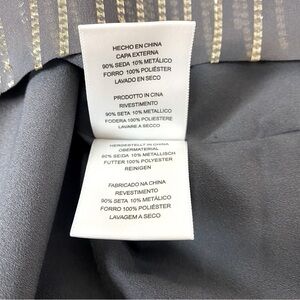 HECHO EN CHINA
CAPA EXTERNA
90% SEDA 10% METÁLICO
FORRO 100% POLIÉSTER
LAVADO EN SECO
PRODOTTO IN CINA
RIVESTIMENTO
90% SETA 10% METALLICO
FODERA 100% POLIESTERE
LAVARE A SECCO
HERGESTELLT IN CHINA
OBERMATERIAL
90% SEIDA 10% METALLISCH
FUTTER 100% POLYESTER
REINIGEN
FABRICADO NA CHINA
REVESTIMENTO
90% SETA 10% METÁLICO
FORRO 100% POLIÉSTER
LAVAGEM A SECO